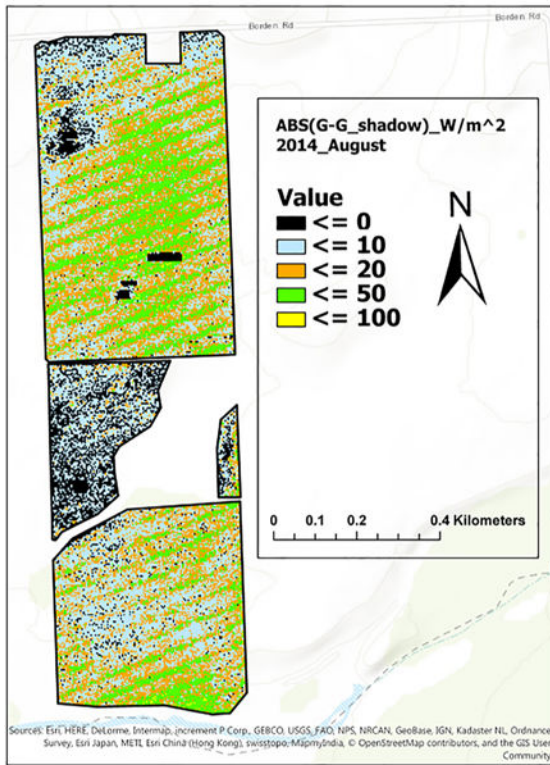 Borden Rd
Borden Rd
ABS(G-G_shadow)_W/m^2
2014_August
Value
<= 0
<= 10
<= 20
<= 50
<= 100
N
0 0.1 0.2 0.4 Kilometers
Sources: Esri, HERE, DeLorme, Intermap, increment P Corp., GEBCO, USGS, FAO, NPS, NRCAN, GeoBase, IGN, Kadaster NL, Ordnance
Survey, Esri Japan, METI, Esri China (Hong Kong), swisstopo, MapmyIndia, © OpenStreetMap contributors, and the GIS User
Community